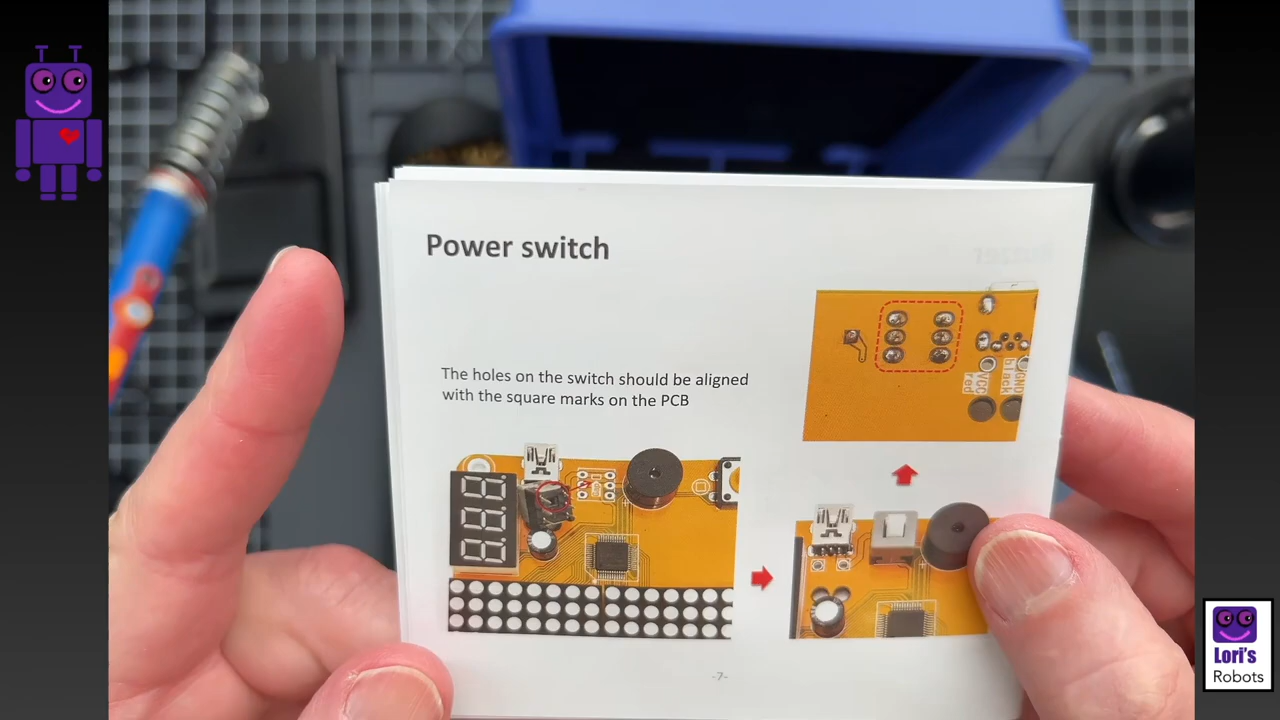 Power switch
The holes on the switch should be aligned
with the square marks on the PCB
VCC
red
GND
black
-7-
Lori's
Robots